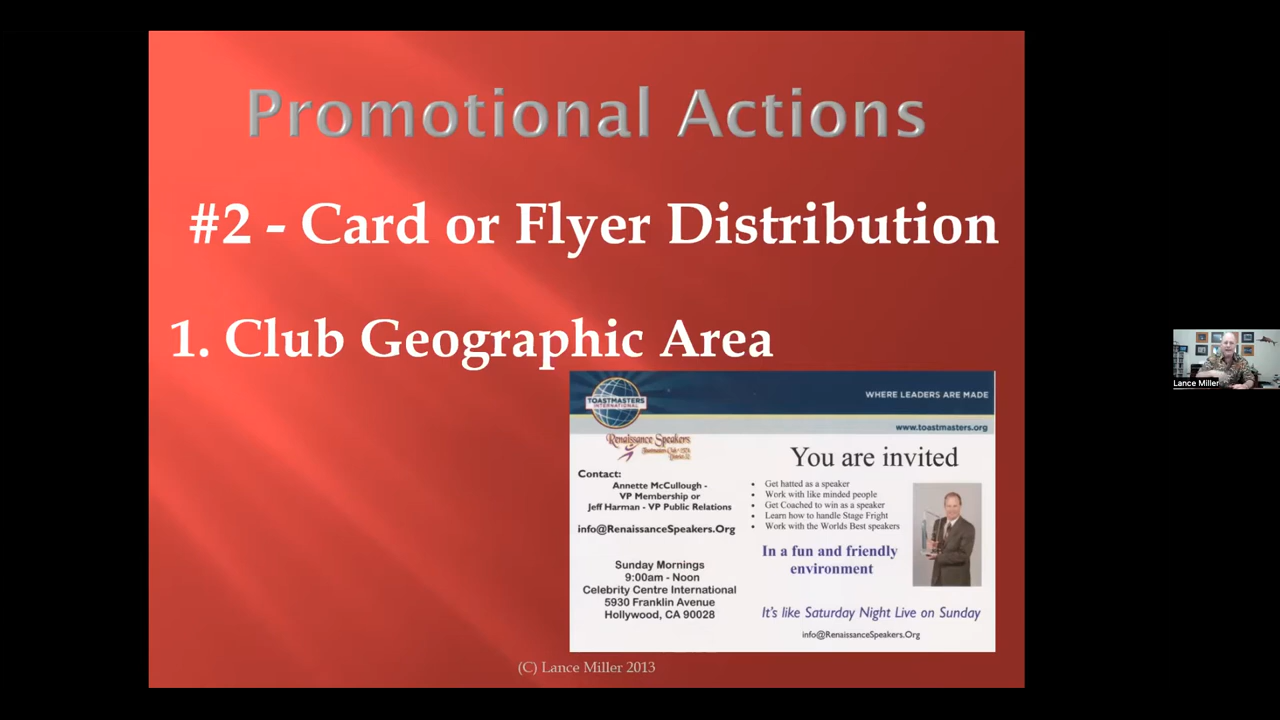 Promotional Actions
#2 - Card or Flyer Distribution
1. Club Geographic Area
TOASTMASTERS
INTERNATIONAL
WHERE LEADERS ARE MADE
www.toastmasters.org
Renaissance Speakers
Contact:
Annette McCullough -
VP Membership or
Jeff Harman - VP Public Relations
info@RenaissanceSpeakers.Org
Sunday Mornings
9:00am - Noon
Celebrity Centre International
5930 Franklin Avenue
Hollywood, CA 90028
You are invited
• Get hatted as a speaker
• Work with like minded people
• Get Coached to win as a speaker
• Learn how to handle Stage Fright
• Work with the Worlds Best speakers
In a fun and friendly
environment
It's like Saturday Night Live on Sunday
info@RenaissanceSpeakers.Org
(C) Lance Miller 2013
Lance Miller